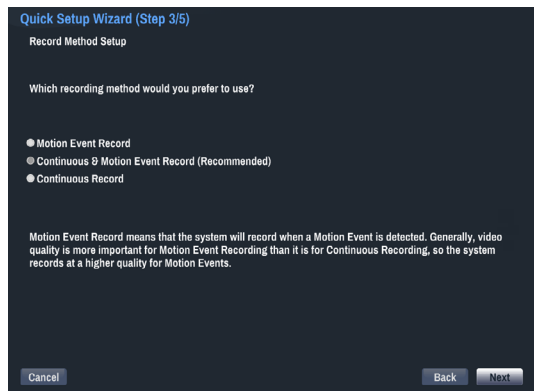 Quick Setup Wizard (Step 3/5)
Record Method Setup
Which recording method would you prefer to use?
Motion Event Record
Continuous & Motion Event Record (Recommended)
Continuous Record
Motion Event Record means that the system will record when a Motion Event is detected. Generally, video
quality is more important for Motion Event Recording than it is for Continuous Recording, so the system
records at a higher quality for Motion Events.
Cancel Back Next